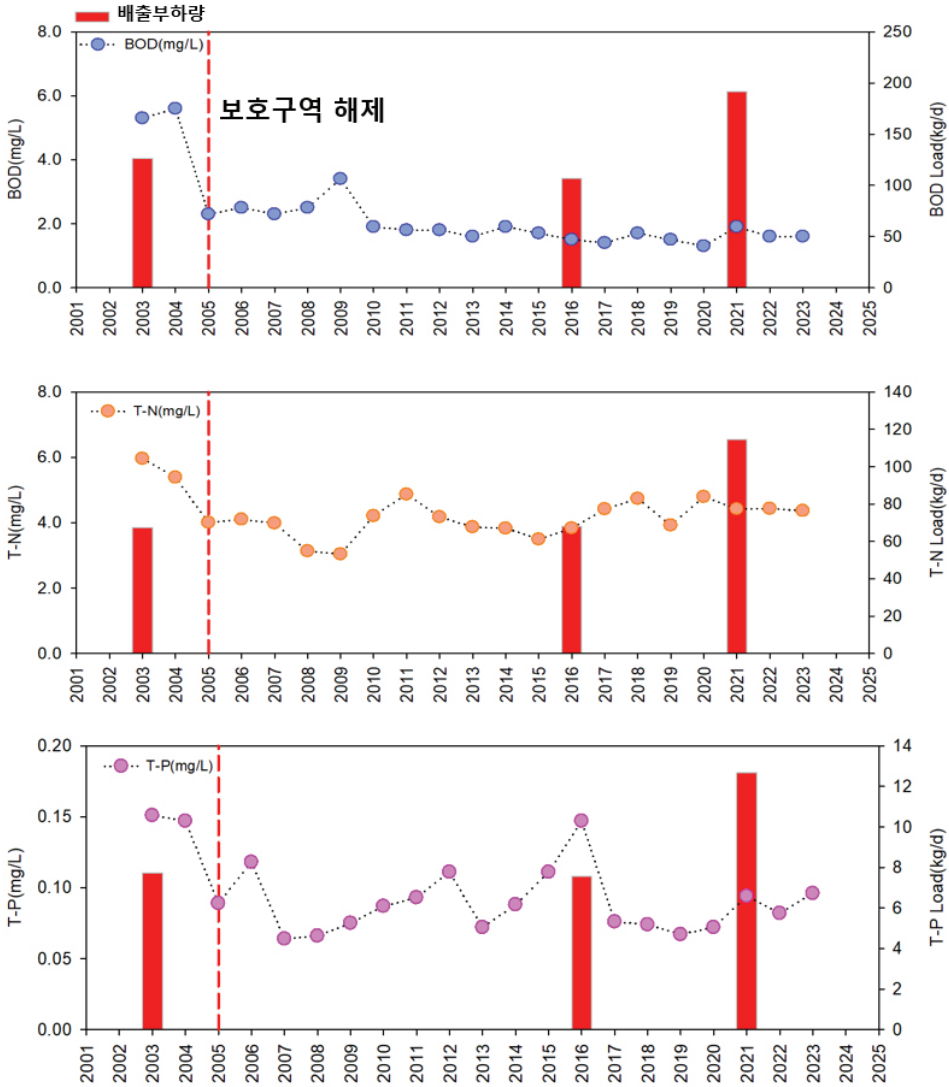 배출부하량
BOD(mg/L)
보호구역 해제
BOD(mg/L)
8.0
6.0
4.0
2.0
0.0
250
200
150
100
50
0
BOD Load(kg/d)
2001 2002 2003 2004 2005 2006 2007 2008 2009 2010 2011 2012 2013 2014 2015 2016 2017 2018 2019 2020 2021 2022 2023 2024 2025
T-N(mg/L)
T-N(mg/L)
8.0
6.0
4.0
2.0
0.0
140
120
100
80
60
40
20
0
T-N Load(kg/d)
2001 2002 2003 2004 2005 2006 2007 2008 2009 2010 2011 2012 2013 2014 2015 2016 2017 2018 2019 2020 2021 2022 2023 2024 2025
T-P(mg/L)
T-P(mg/L)
0.20
0.15
0.10
0.05
0.00
14
12
10
8
6
4
2
0
T-P Load(kg/d)
2001 2002 2003 2004 2005 2006 2007 2008 2009 2010 2011 2012 2013 2014 2015 2016 2017 2018 2019 2020 2021 2022 2023 2024 2025